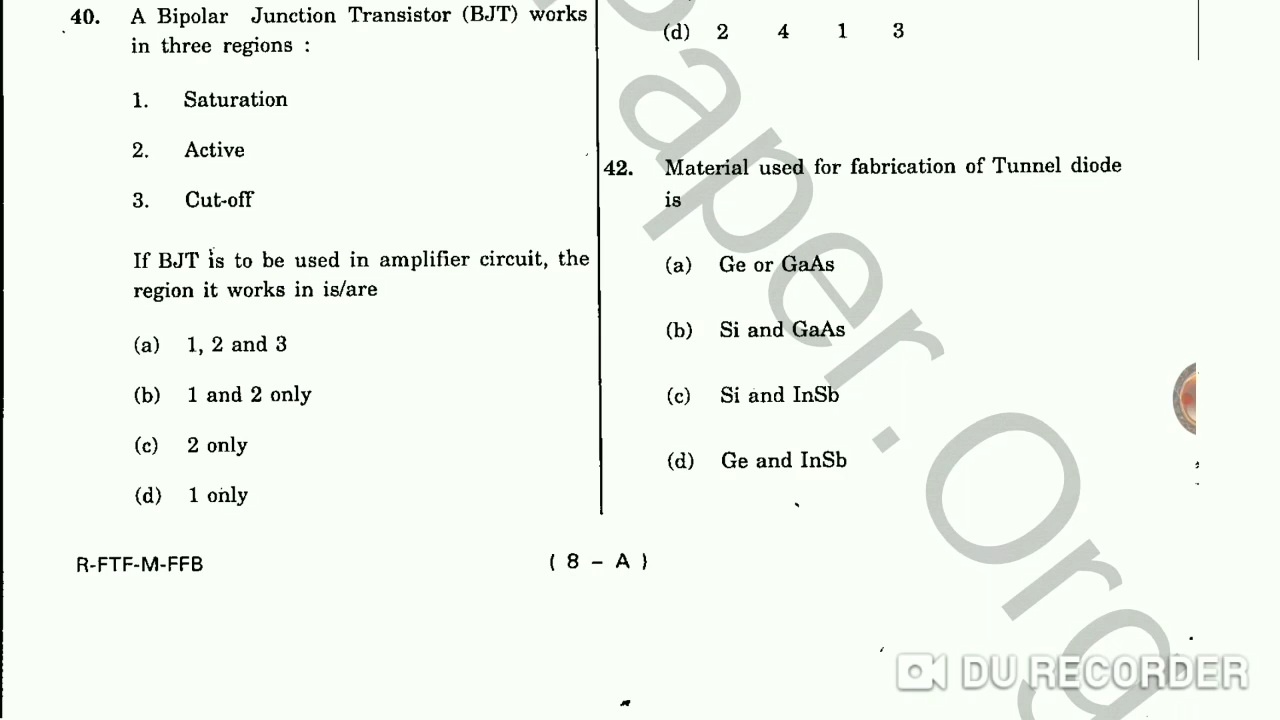 40. A Bipolar Junction Transistor (BJT) works
in three regions :
1. Saturation
2. Active
3. Cut-off
If BJT is to be used in amplifier circuit, the
region it works in is/are
(a) 1, 2 and 3
(b) 1 and 2 only
(c) 2 only
(d) 1 only
(d) 2 4 1 3
42. Material used for fabrication of Tunnel diode
is
(a) Ge or GaAs
(b) Si and GaAs
(c) Si and InSb
(d) Ge and InSb
R-FTF-M-FFB
( 8 – A )
paper.Org
DU RECORDER